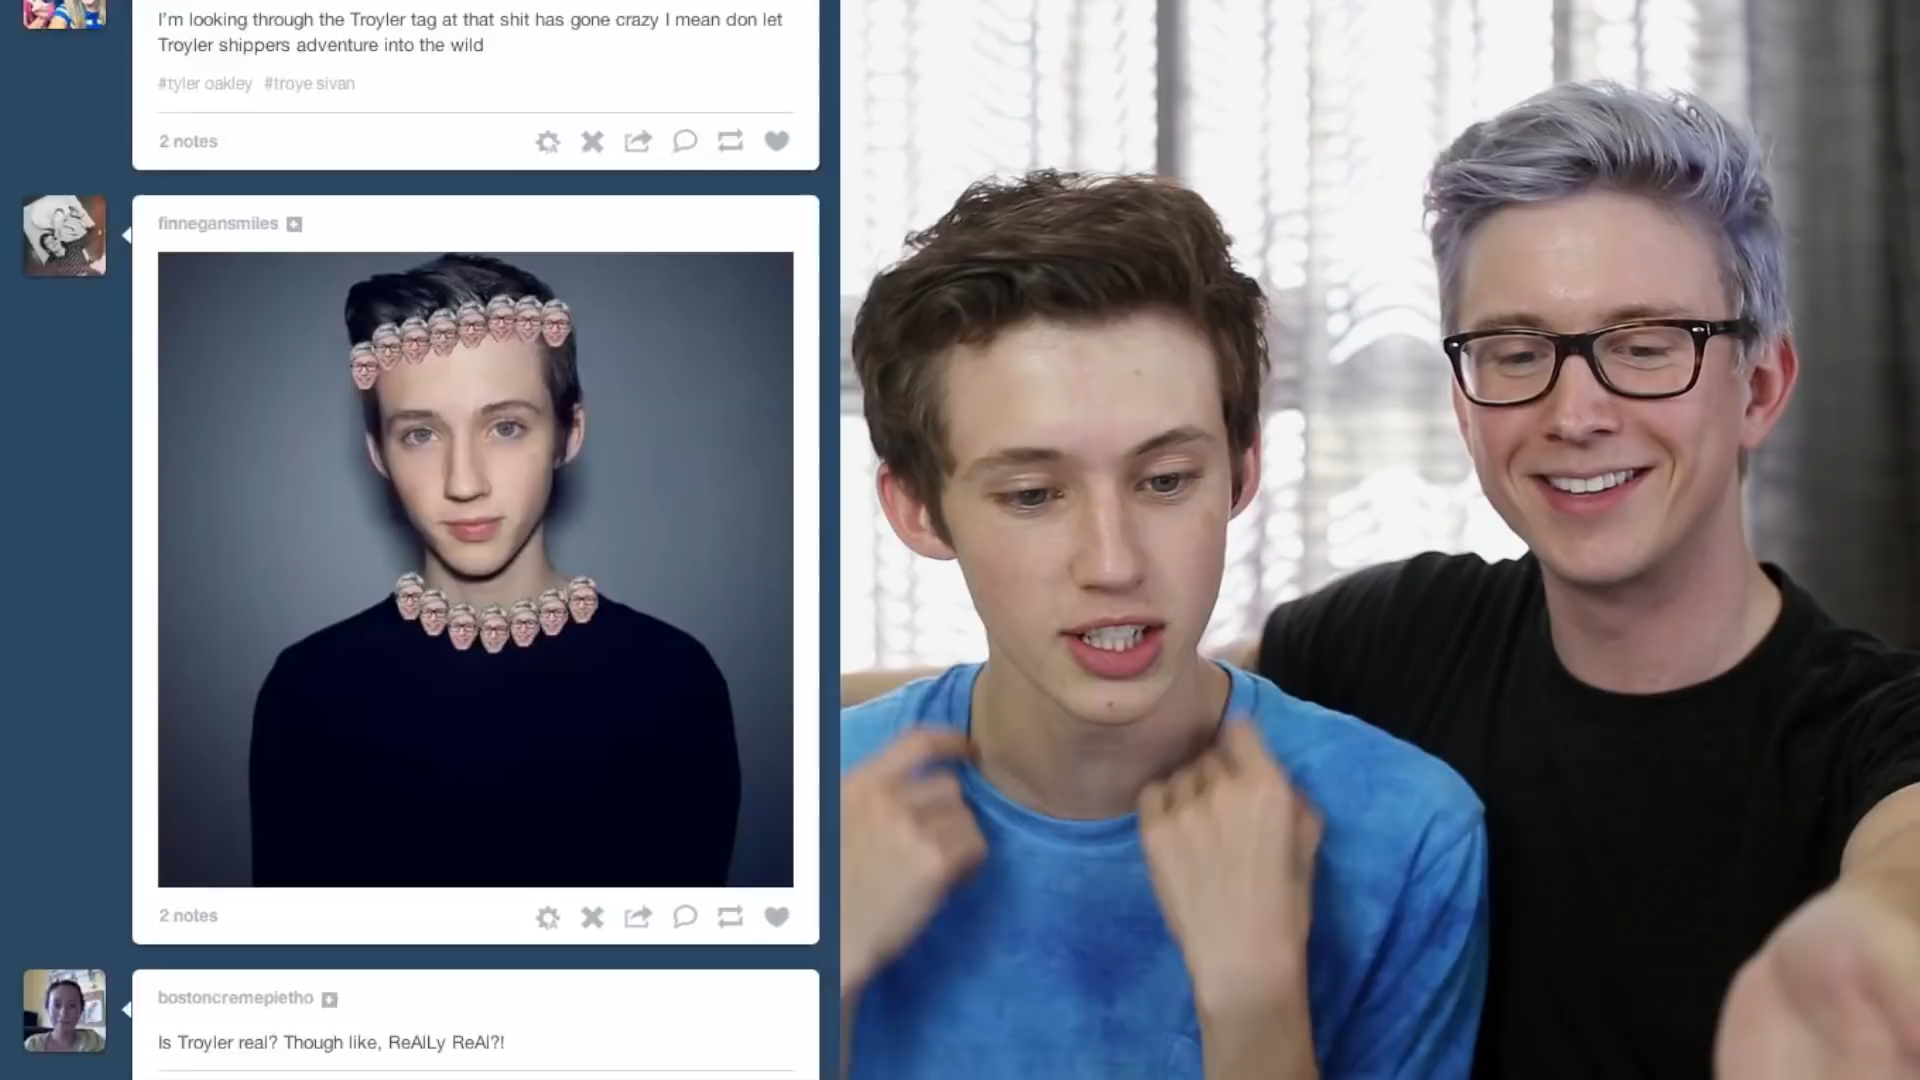 I'm looking through the Troyler tag at that shit has gone crazy I mean don let
Troyler shippers adventure into the wild
#tyler oakley #troye sivan
2 notes
finnegansmiles
2 notes
bostoncremepietho
Is Troyler real? Though like, ReAlLy ReAl?!